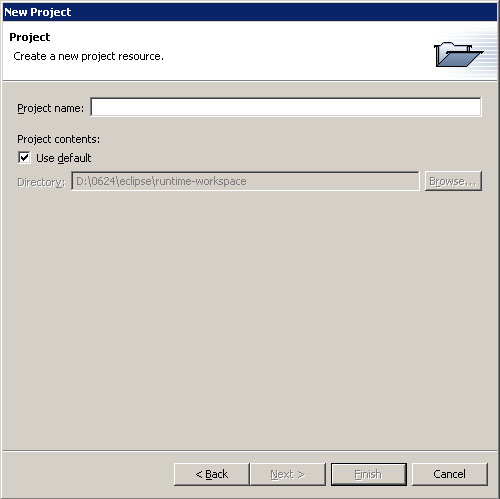 New Project
Project
Create a new project resource.
Project name:
Project contents:
Use default
Directory: D:\0624\eclipse\runtime-workspace Browse...
< Back Next > Finish Cancel